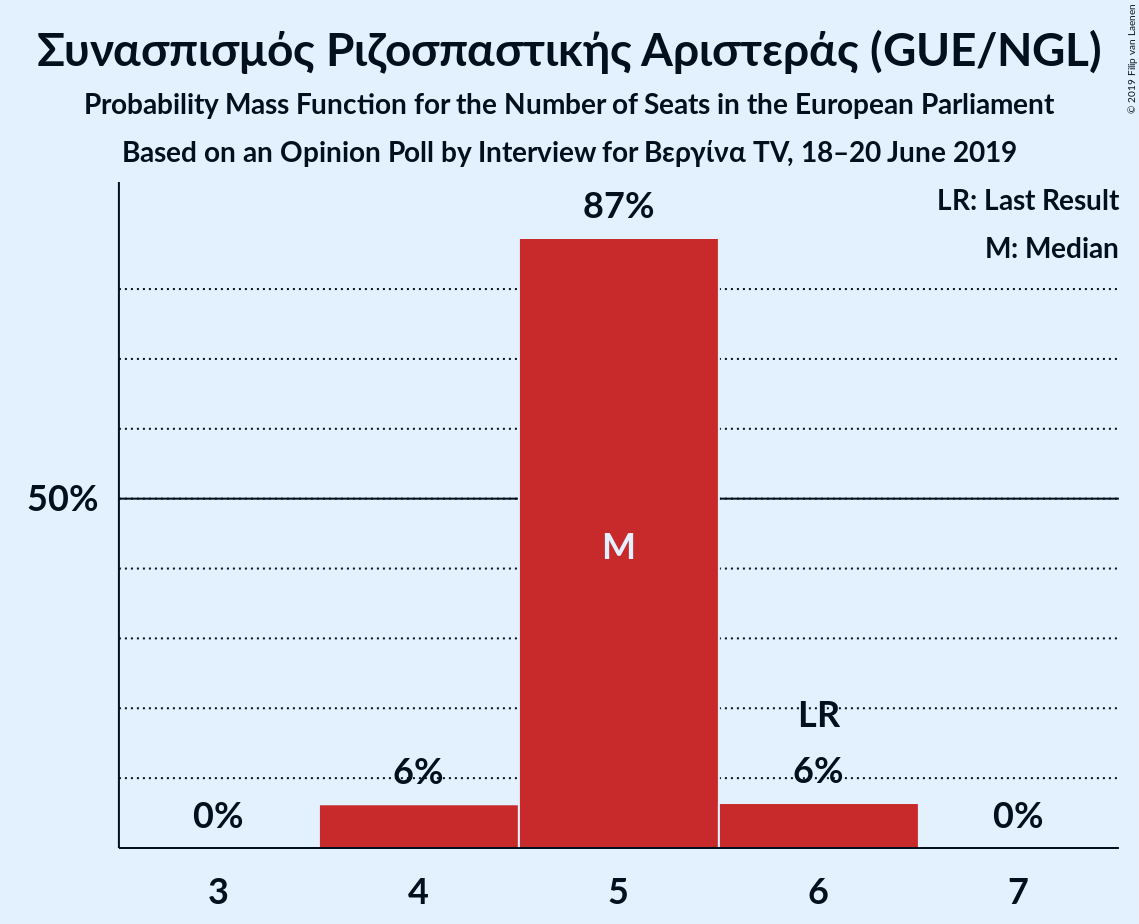 Συνασπισμός Ριζοσπαστικής Αριστεράς (GUE/NGL)
Probability Mass Function for the Number of Seats in the European Parliament
Based on an Opinion Poll by Interview for Βεργίνα TV, 18–20 June 2019
© 2019 Filip van Laenen
LR: Last Result
M: Median
87%
50%
M
LR
6%
6%
0%
0%
3
4
5
6
7